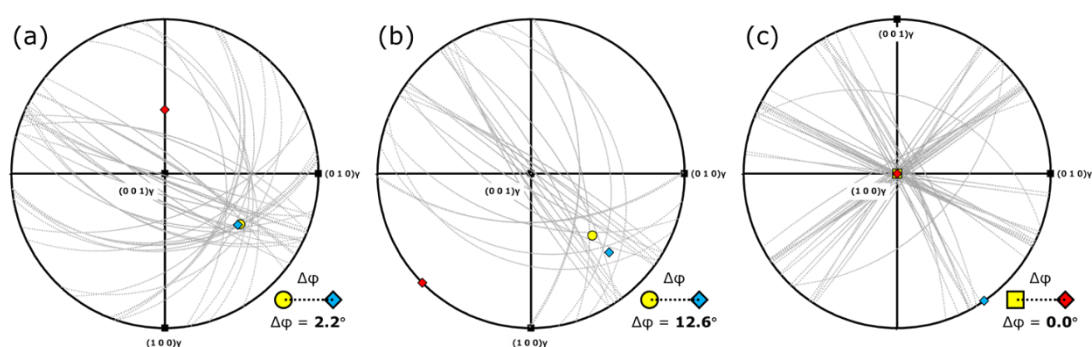 (a)
(0 0 1)γ
(0 1 0)γ
Δφ
Δφ = 2.2°
(1 0 0)γ
(b)
(0 0 1)γ
(0 1 0)γ
Δφ
Δφ = 12.6°
(1 0 0)γ
(c)
(0 0 1)γ
(1 0 0)γ
(0 1 0)γ
Δφ
Δφ = 0.0°